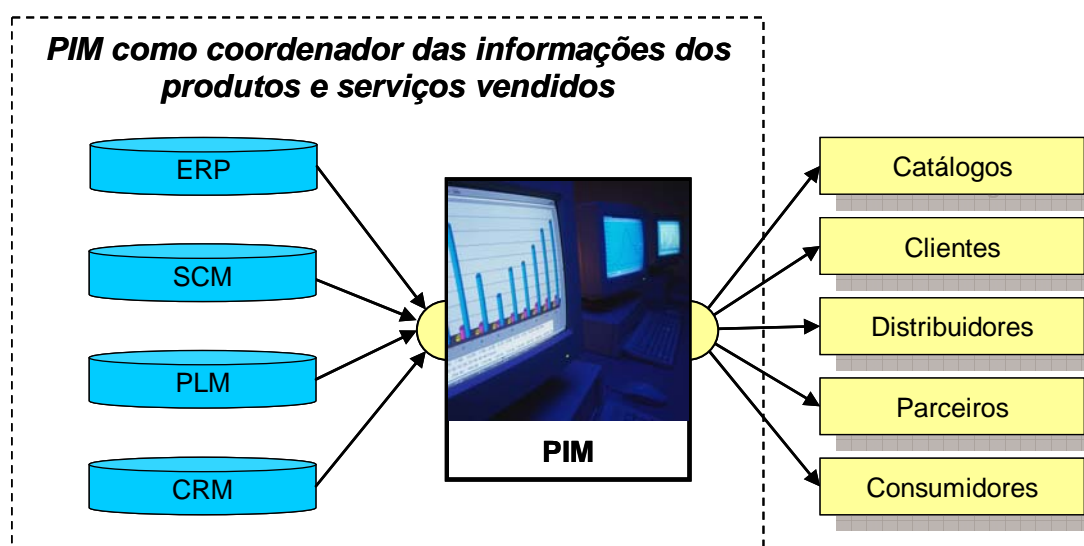 PIM como coordenador das informações dos
produtos e serviços vendidos
ERP
SCM
PLM
CRM
PIM
Catálogos
Clientes
Distribuidores
Parceiros
Consumidores